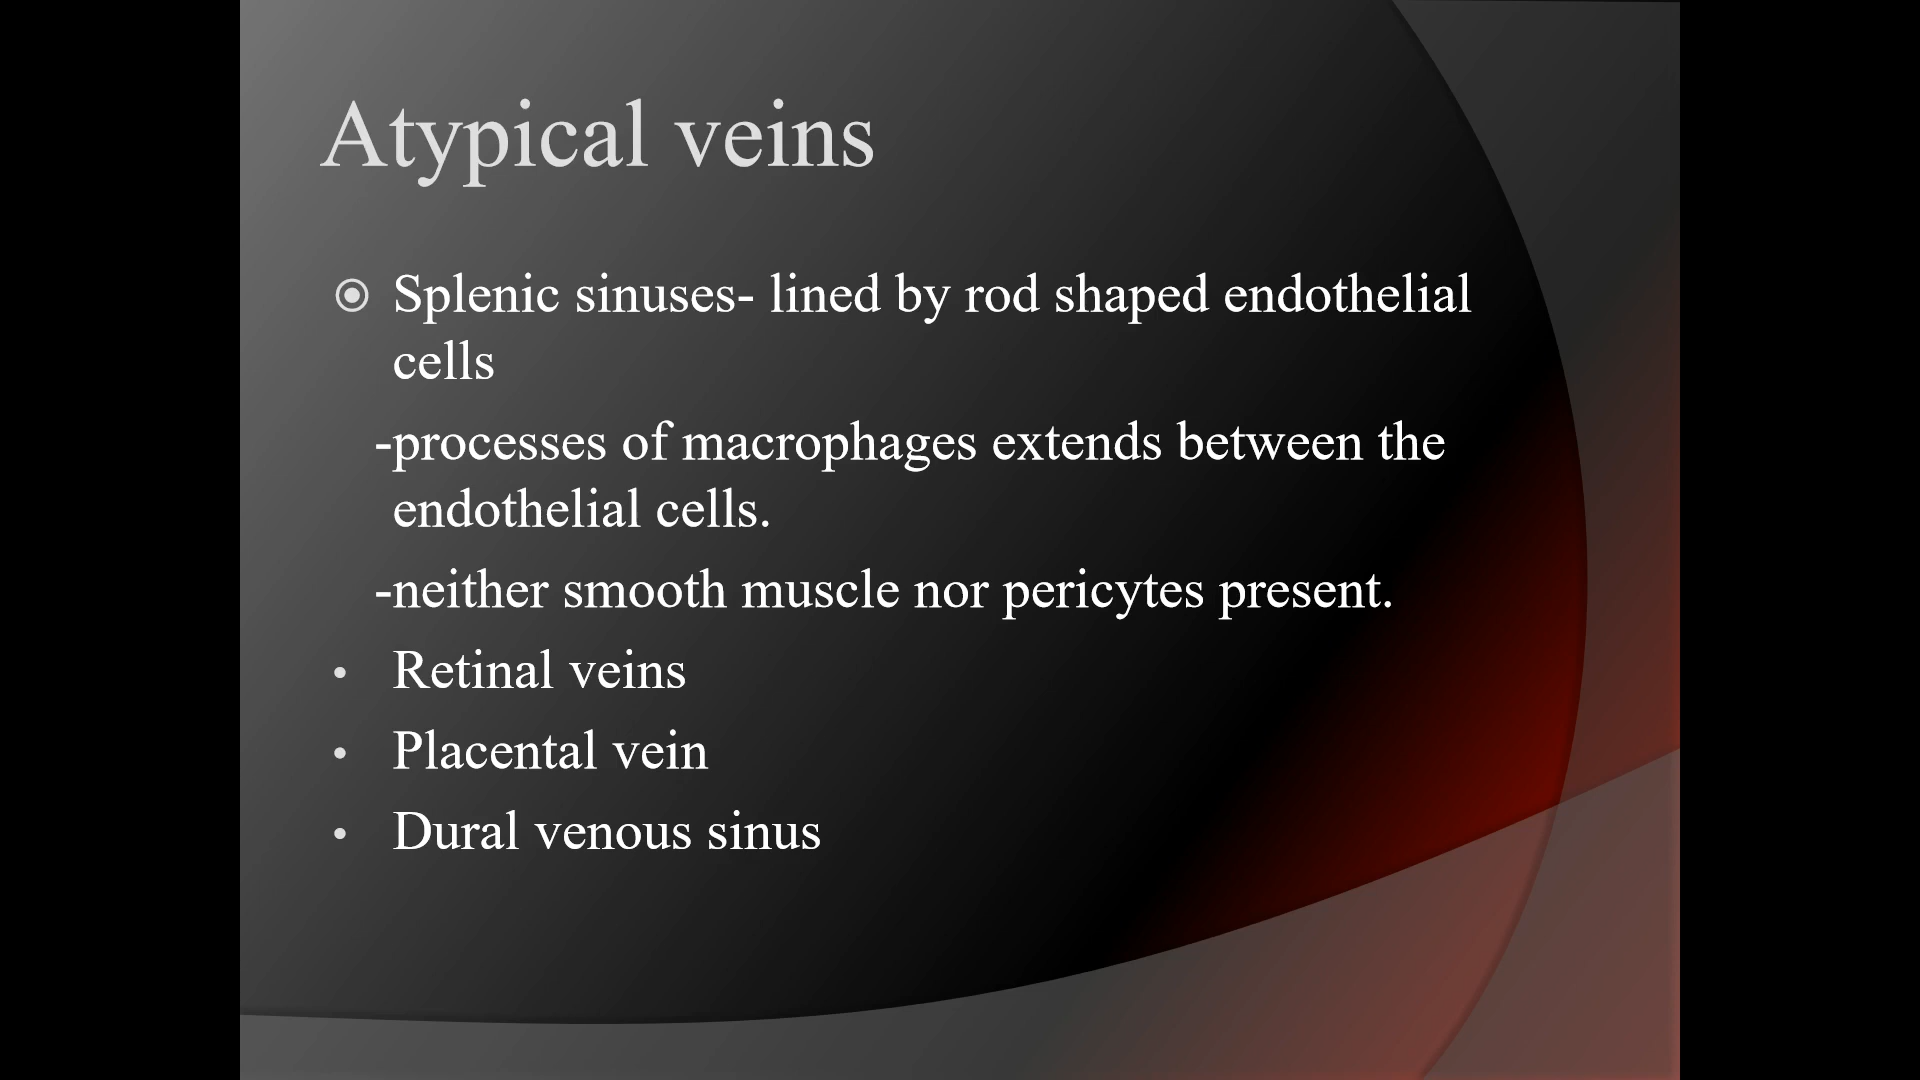 Atypical veins
Splenic sinuses- lined by rod shaped endothelial
cells
-processes of macrophages extends between the
endothelial cells.
-neither smooth muscle nor pericytes present.
• Retinal veins
• Placental vein
• Dural venous sinus